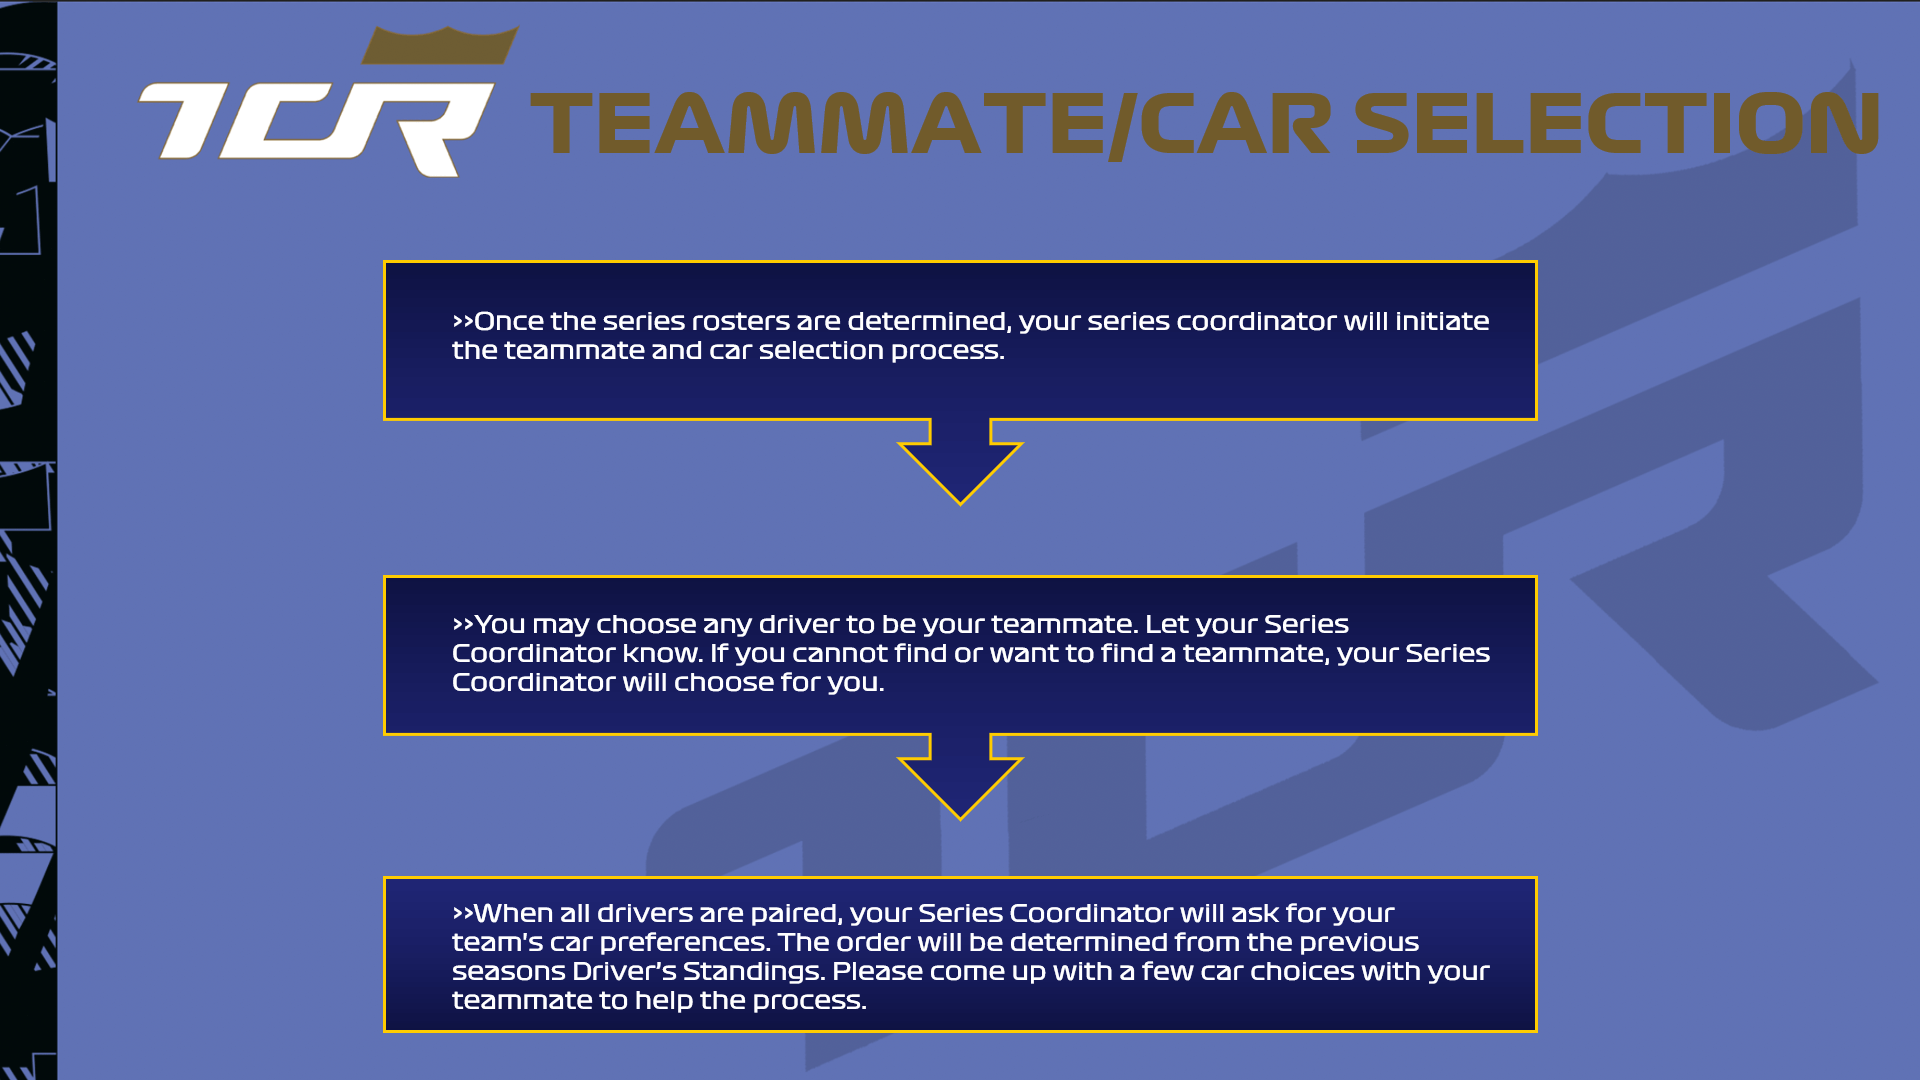 TCR TEAMMATE/CAR SELECTION
>>Once the series rosters are determined, your series coordinator will initiate
the teammate and car selection process.
>>You may choose any driver to be your teammate. Let your Series
Coordinator know. If you cannot find or want to find a teammate, your Series
Coordinator will choose for you.
>>When all drivers are paired, your Series Coordinator will ask for your
team's car preferences. The order will be determined from the previous
seasons Driver's Standings. Please come up with a few car choices with your
teammate to help the process.